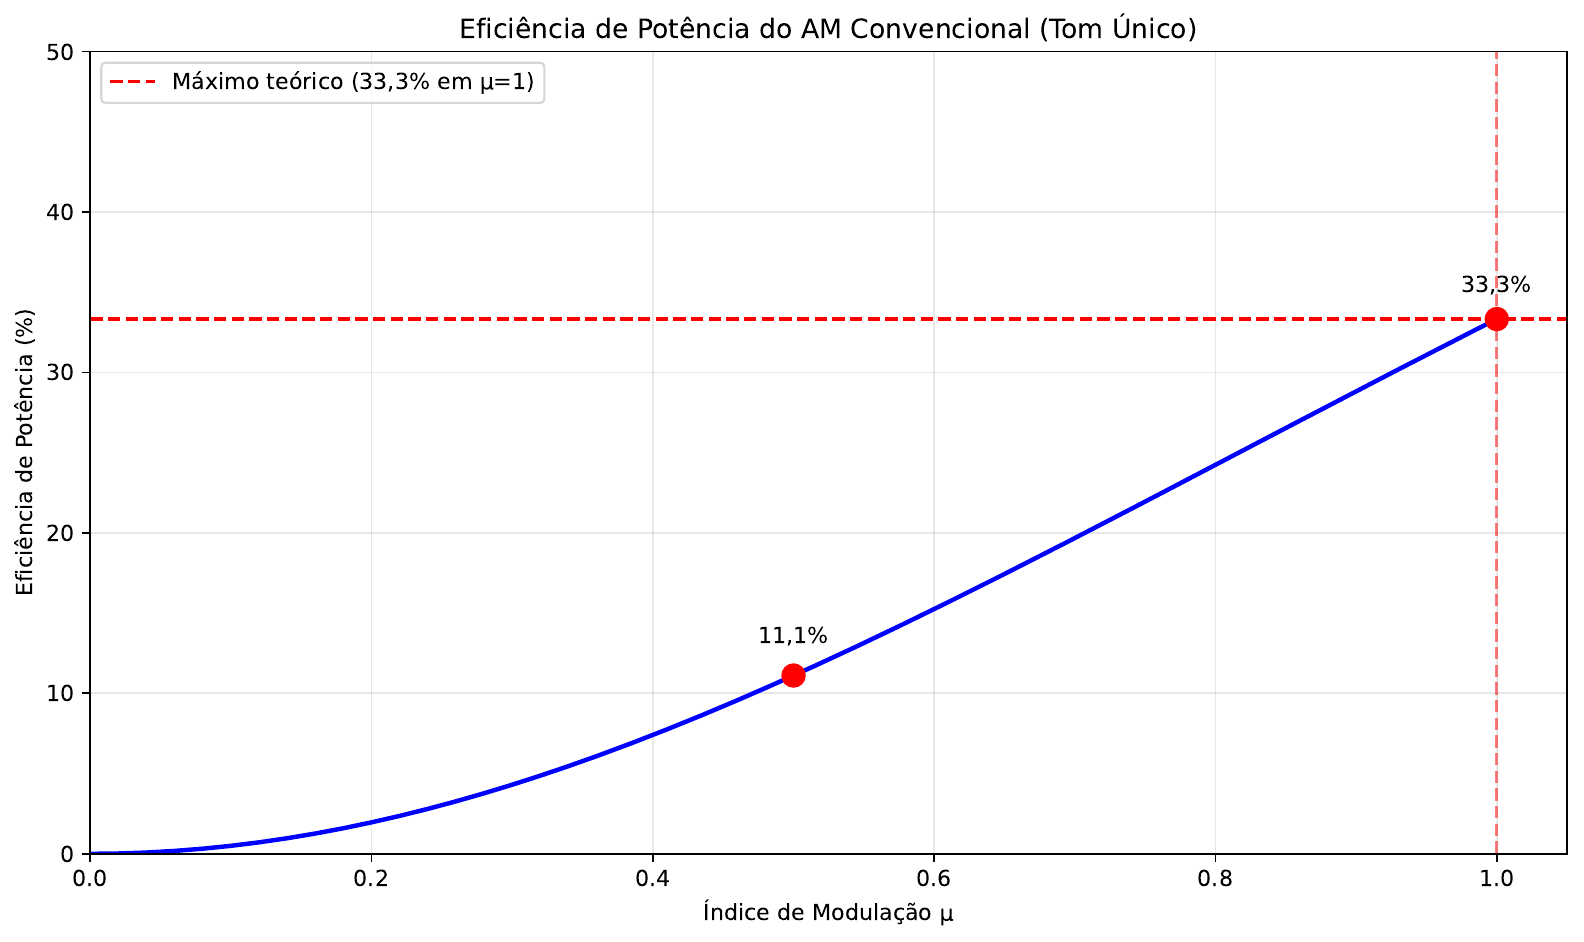 Eficiência de Potência do AM Convencional (Tom Único)
Máximo teórico (33,3% em μ=1)
Eficiência de Potência (%)
50
40
30
20
10
0
33,3%
11,1%
0.0 0.2 0.4 0.6 0.8 1.0
Índice de Modulação μ